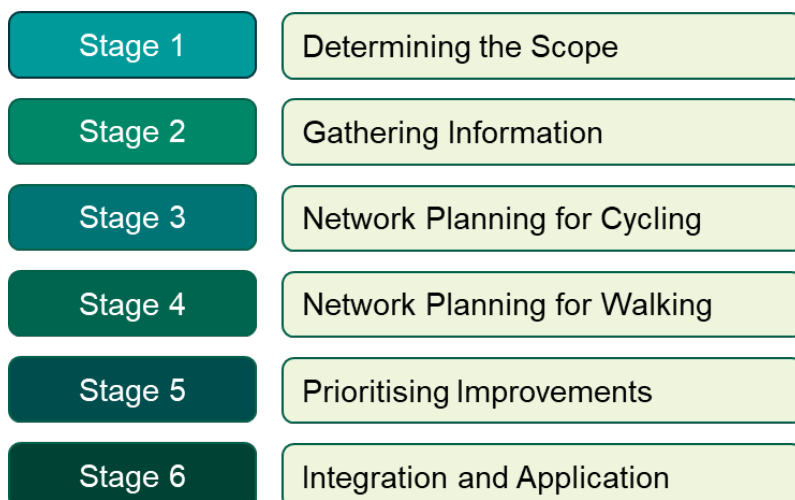 Stage 1 Determining the Scope
Stage 2 Gathering Information
Stage 3 Network Planning for Cycling
Stage 4 Network Planning for Walking
Stage 5 Prioritising Improvements
Stage 6 Integration and Application